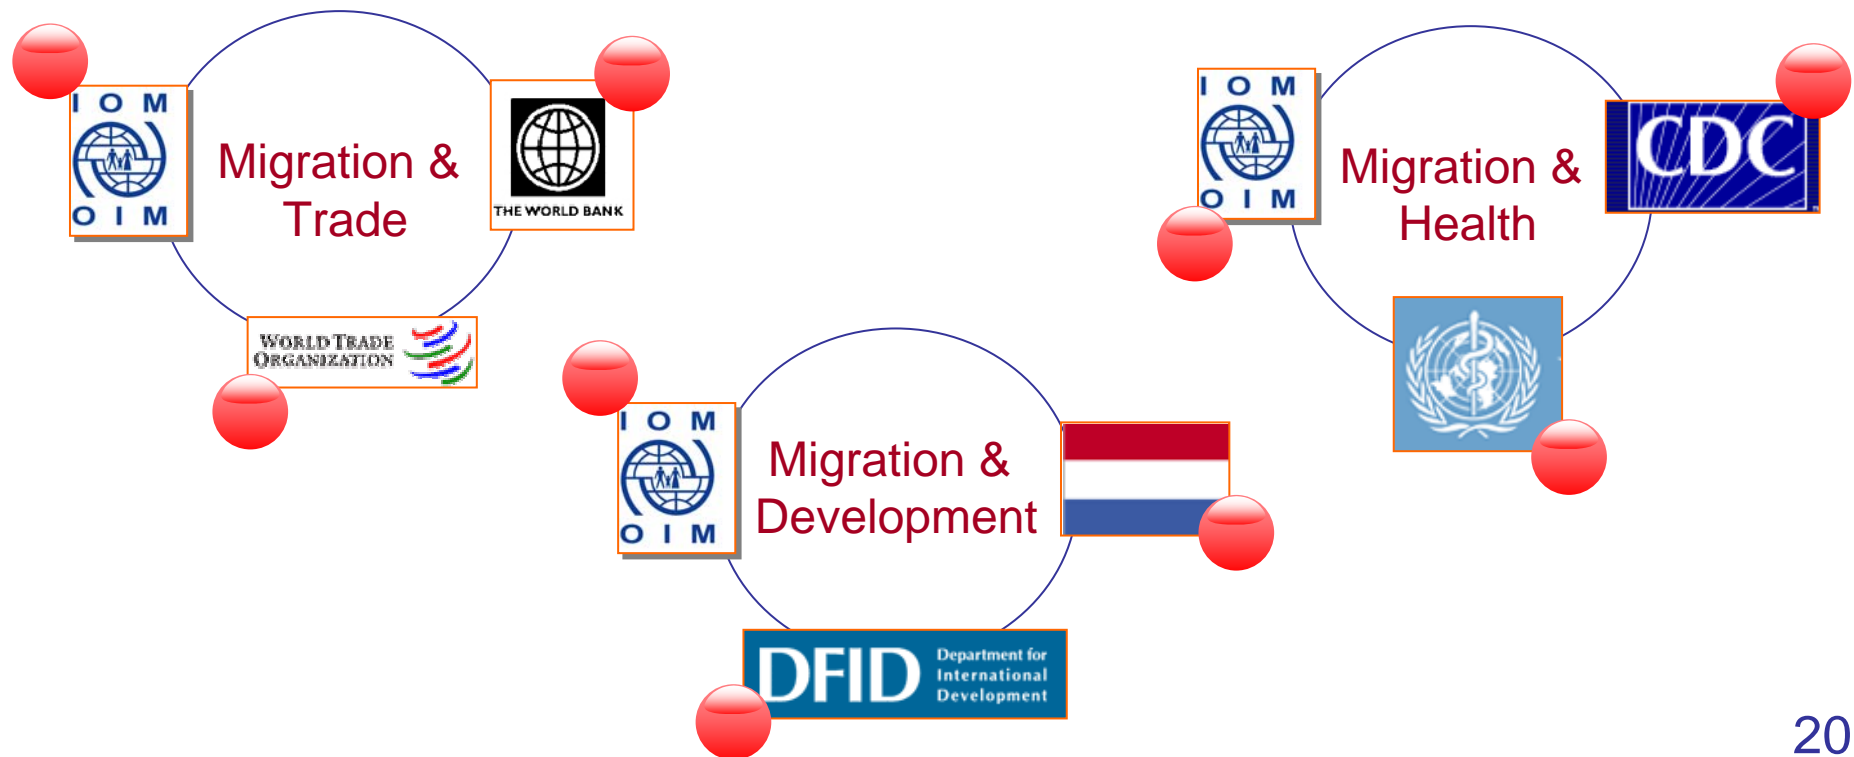 I O M
O I M
Migration &
Trade
THE WORLD BANK
WORLD TRADE
ORGANIZATION
I O M
O I M
Migration &
Development
DFID
Department for
International
Development
I O M
O I M
Migration &
Health
CDC
20